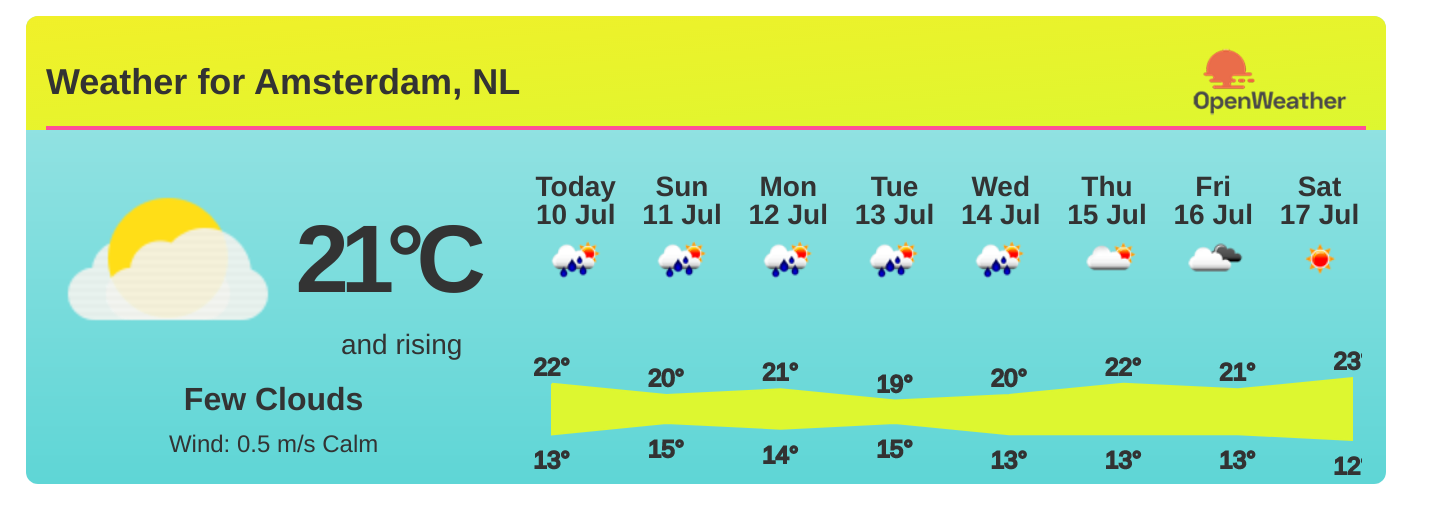 Weather for Amsterdam, NL
OpenWeather
21°C
and rising
Few Clouds
Wind: 0.5 m/s Calm
Today Sun Mon Tue Wed Thu Fri Sat
10 Jul 11 Jul 12 Jul 13 Jul 14 Jul 15 Jul 16 Jul 17 Jul
22° 20° 21° 19° 20° 22° 21° 23°
13° 15° 14° 15° 13° 13° 13° 12°